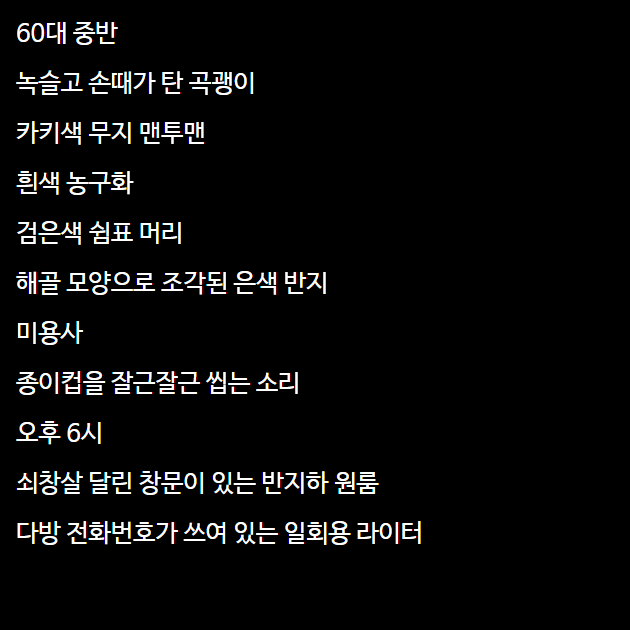 60대 중반
녹슬고 손때가 탄 곡괭이
카키색 무지 맨투맨
흰색 농구화
검은색 쉼표 머리
해골 모양으로 조각된 은색 반지
미용사
종이컵을 잘근잘근 씹는 소리
오후 6시
쇠창살 달린 창문이 있는 반지하 원룸
다방 전화번호가 쓰여 있는 일회용 라이터